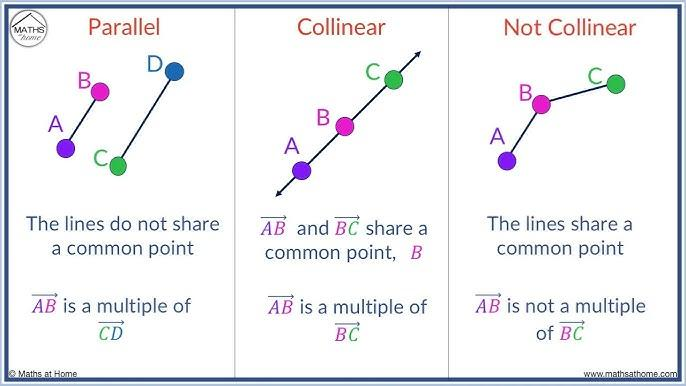 MATHS
at home
Parallel
A
B
C
D
The lines do not share
a common point
AB is a multiple of
CD
Collinear
A
B
C
AB and BC share a
common point, B
AB is a multiple of
BC
Not Collinear
A
B
C
The lines share a
common point
AB is not a multiple
of BC
© Maths at Home
www.mathsathome.com